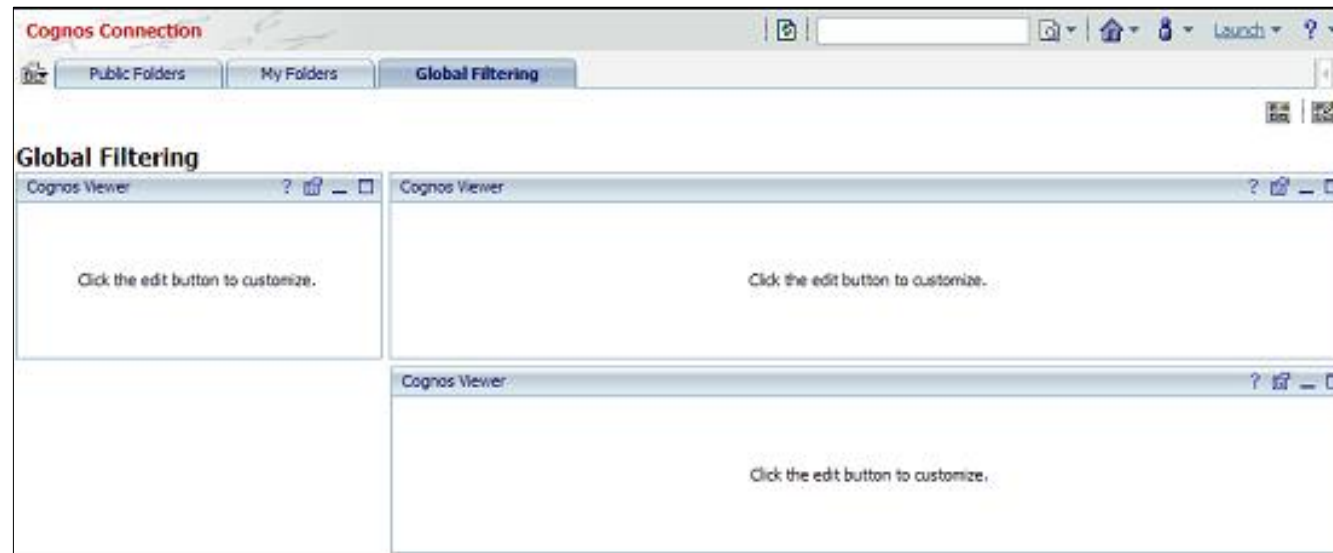 Cognos Connection
Launch ?
Public Folders My Folders Global Filtering
Global Filtering
Cognos Viewer ?
Click the edit button to customize.
Cognos Viewer ?
Click the edit button to customize.
Cognos Viewer ?
Click the edit button to customize.